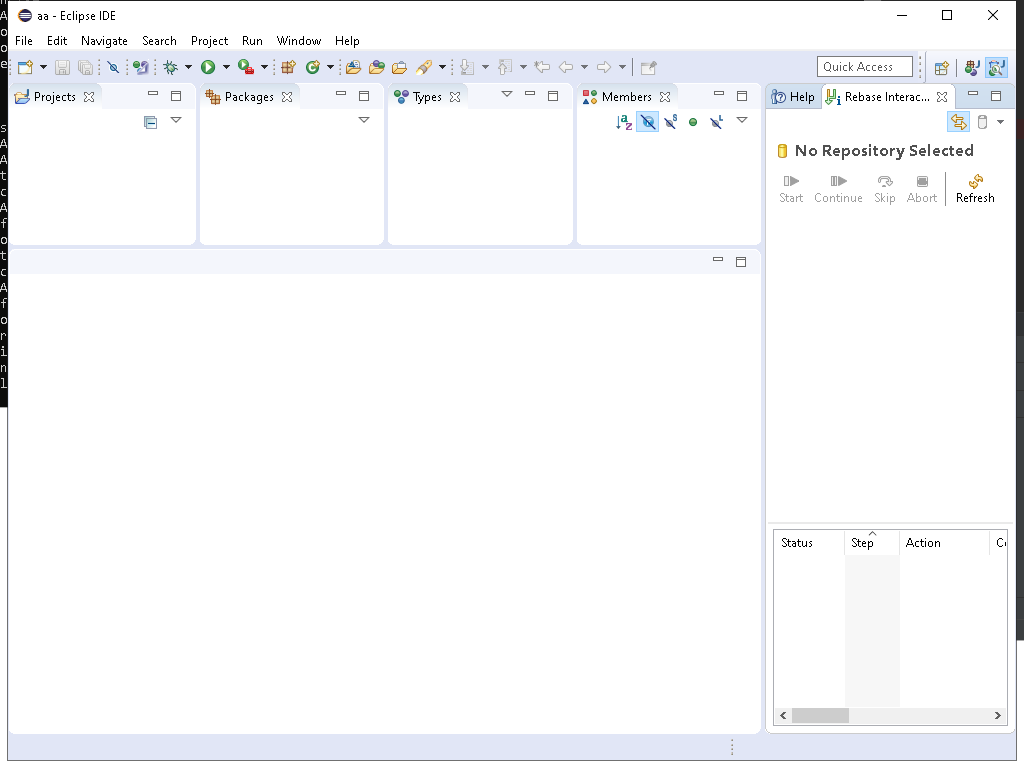 aa - Eclipse IDE
File Edit Navigate Search Project Run Window Help
Quick Access
Projects Packages Types Members Help Rebase Interac...
No Repository Selected
Start Continue Skip Abort Refresh
Status Step Action